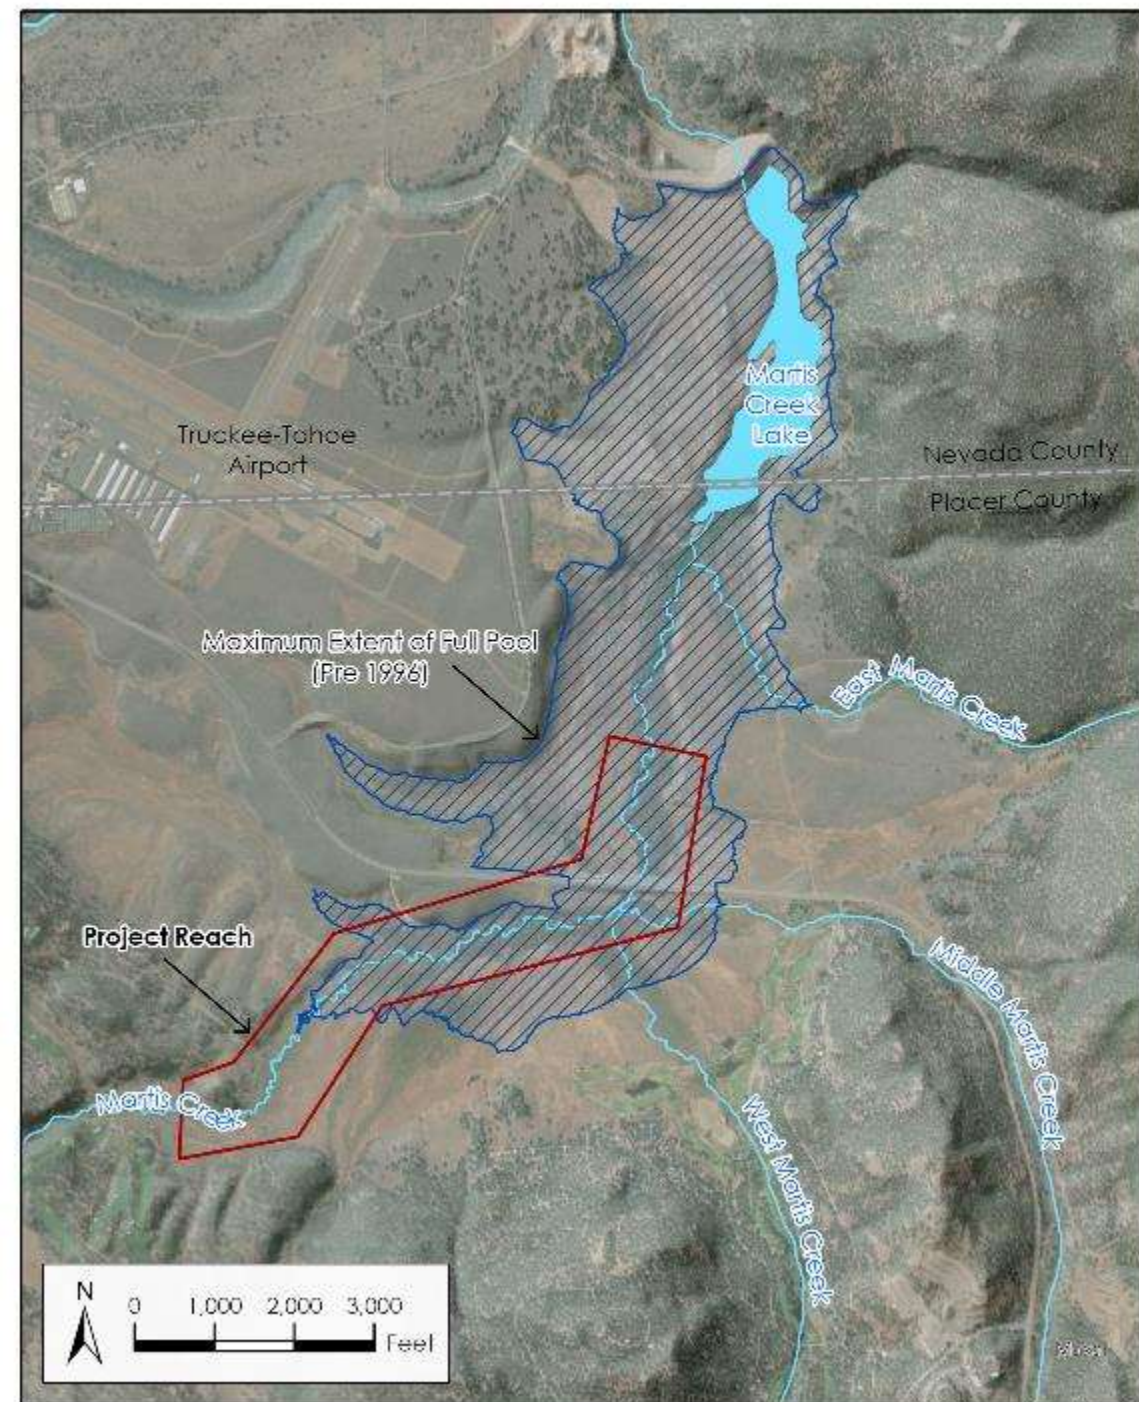 Martis
Creek
Lake
Truckee-Tahoe
Airport
Nevada County
Placer County
Maximum Extent of Full Pool
(Pre 1996)
East Martis Creek
Project Reach
Middle Martis Creek
Martis Creek
West Martis Creek
N
0 1,000 2,000 3,000
Feet